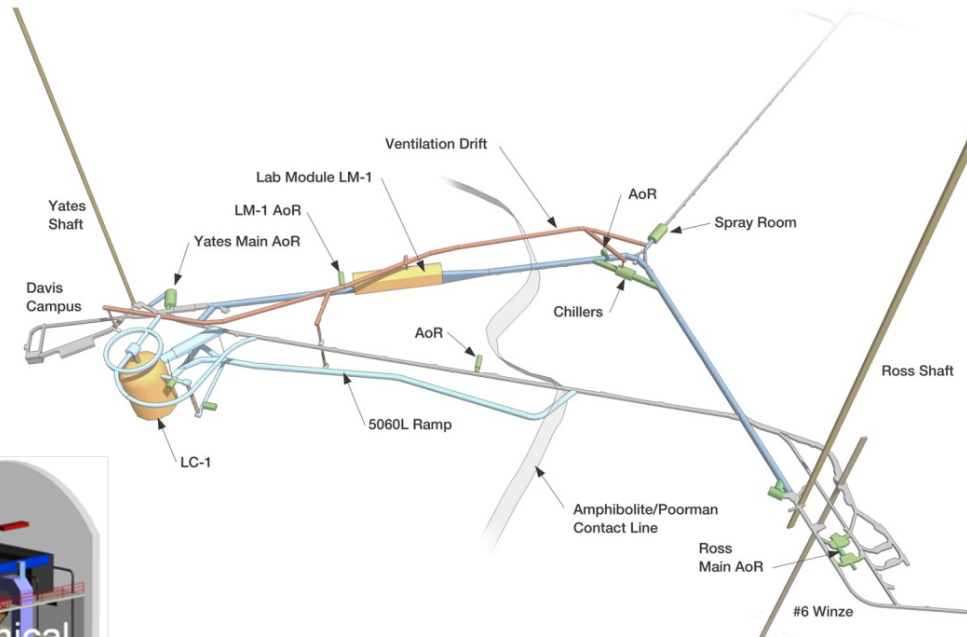 Ventilation Drift
Lab Module LM-1
AoR
LM-1 AoR
Yates
Shaft
Spray Room
Yates Main AoR
Davis
Campus
Chillers
AoR
Ross Shaft
5060L Ramp
LC-1
Amphibolite/Poorman
Contact Line
Ross
Main AoR
#6 Winze